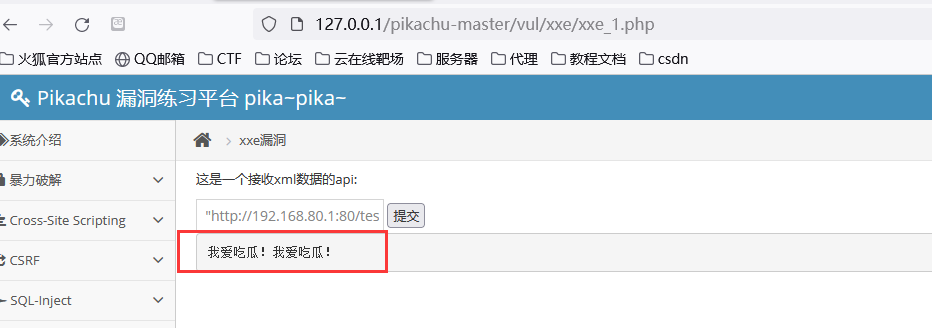 127.0.0.1/pikachu-master/vul/xxe/xxe_1.php
火狐官方站点 QQ邮箱 CTF 论坛 云在线靶场 服务器 代理 教程文档 csdn
Pikachu 漏洞练习平台 pika~pika~
系统介绍
xxe漏洞
暴力破解
这是一个接收xml数据的api:
Cross-Site Scripting
"http://192.168.80.1:80/tes 提交
我爱吃瓜！我爱吃瓜！
CSRF
SQL-Inject